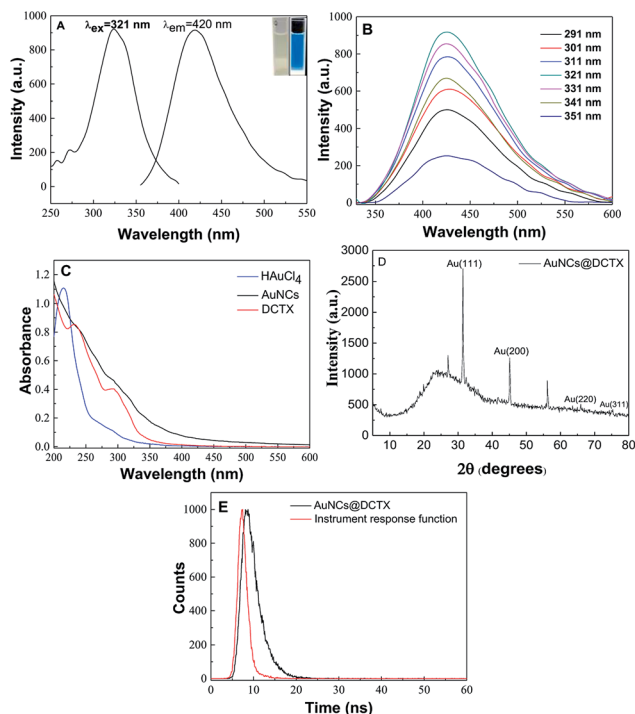 A
λex=321 nm
λem=420 nm
1000
800
600
400
200
0
Intensity (a.u.)
250 300 350 400 450 500 550
Wavelength (nm)
B
291 nm
301 nm
311 nm
321 nm
331 nm
341 nm
351 nm
1000
800
600
400
200
0
Intensity (a.u.)
350 400 450 500 550 600
Wavelength (nm)
C
HAuCl4
AuNCs
DCTX
1.2
1.0
0.8
0.6
0.4
0.2
0.0
Absorbance
200 250 300 350 400 450 500 550 600
Wavelength (nm)
D
AuNCs@DCTX
Au(111)
Au(200)
Au(220)
Au(311)
3000
2500
2000
1500
1000
500
0
Intensity (a.u.)
10 20 30 40 50 60 70 80
2θ (degrees)
E
AuNCs@DCTX
Instrument response function
1000
800
600
400
200
0
Counts
0 10 20 30 40 50 60
Time (ns)